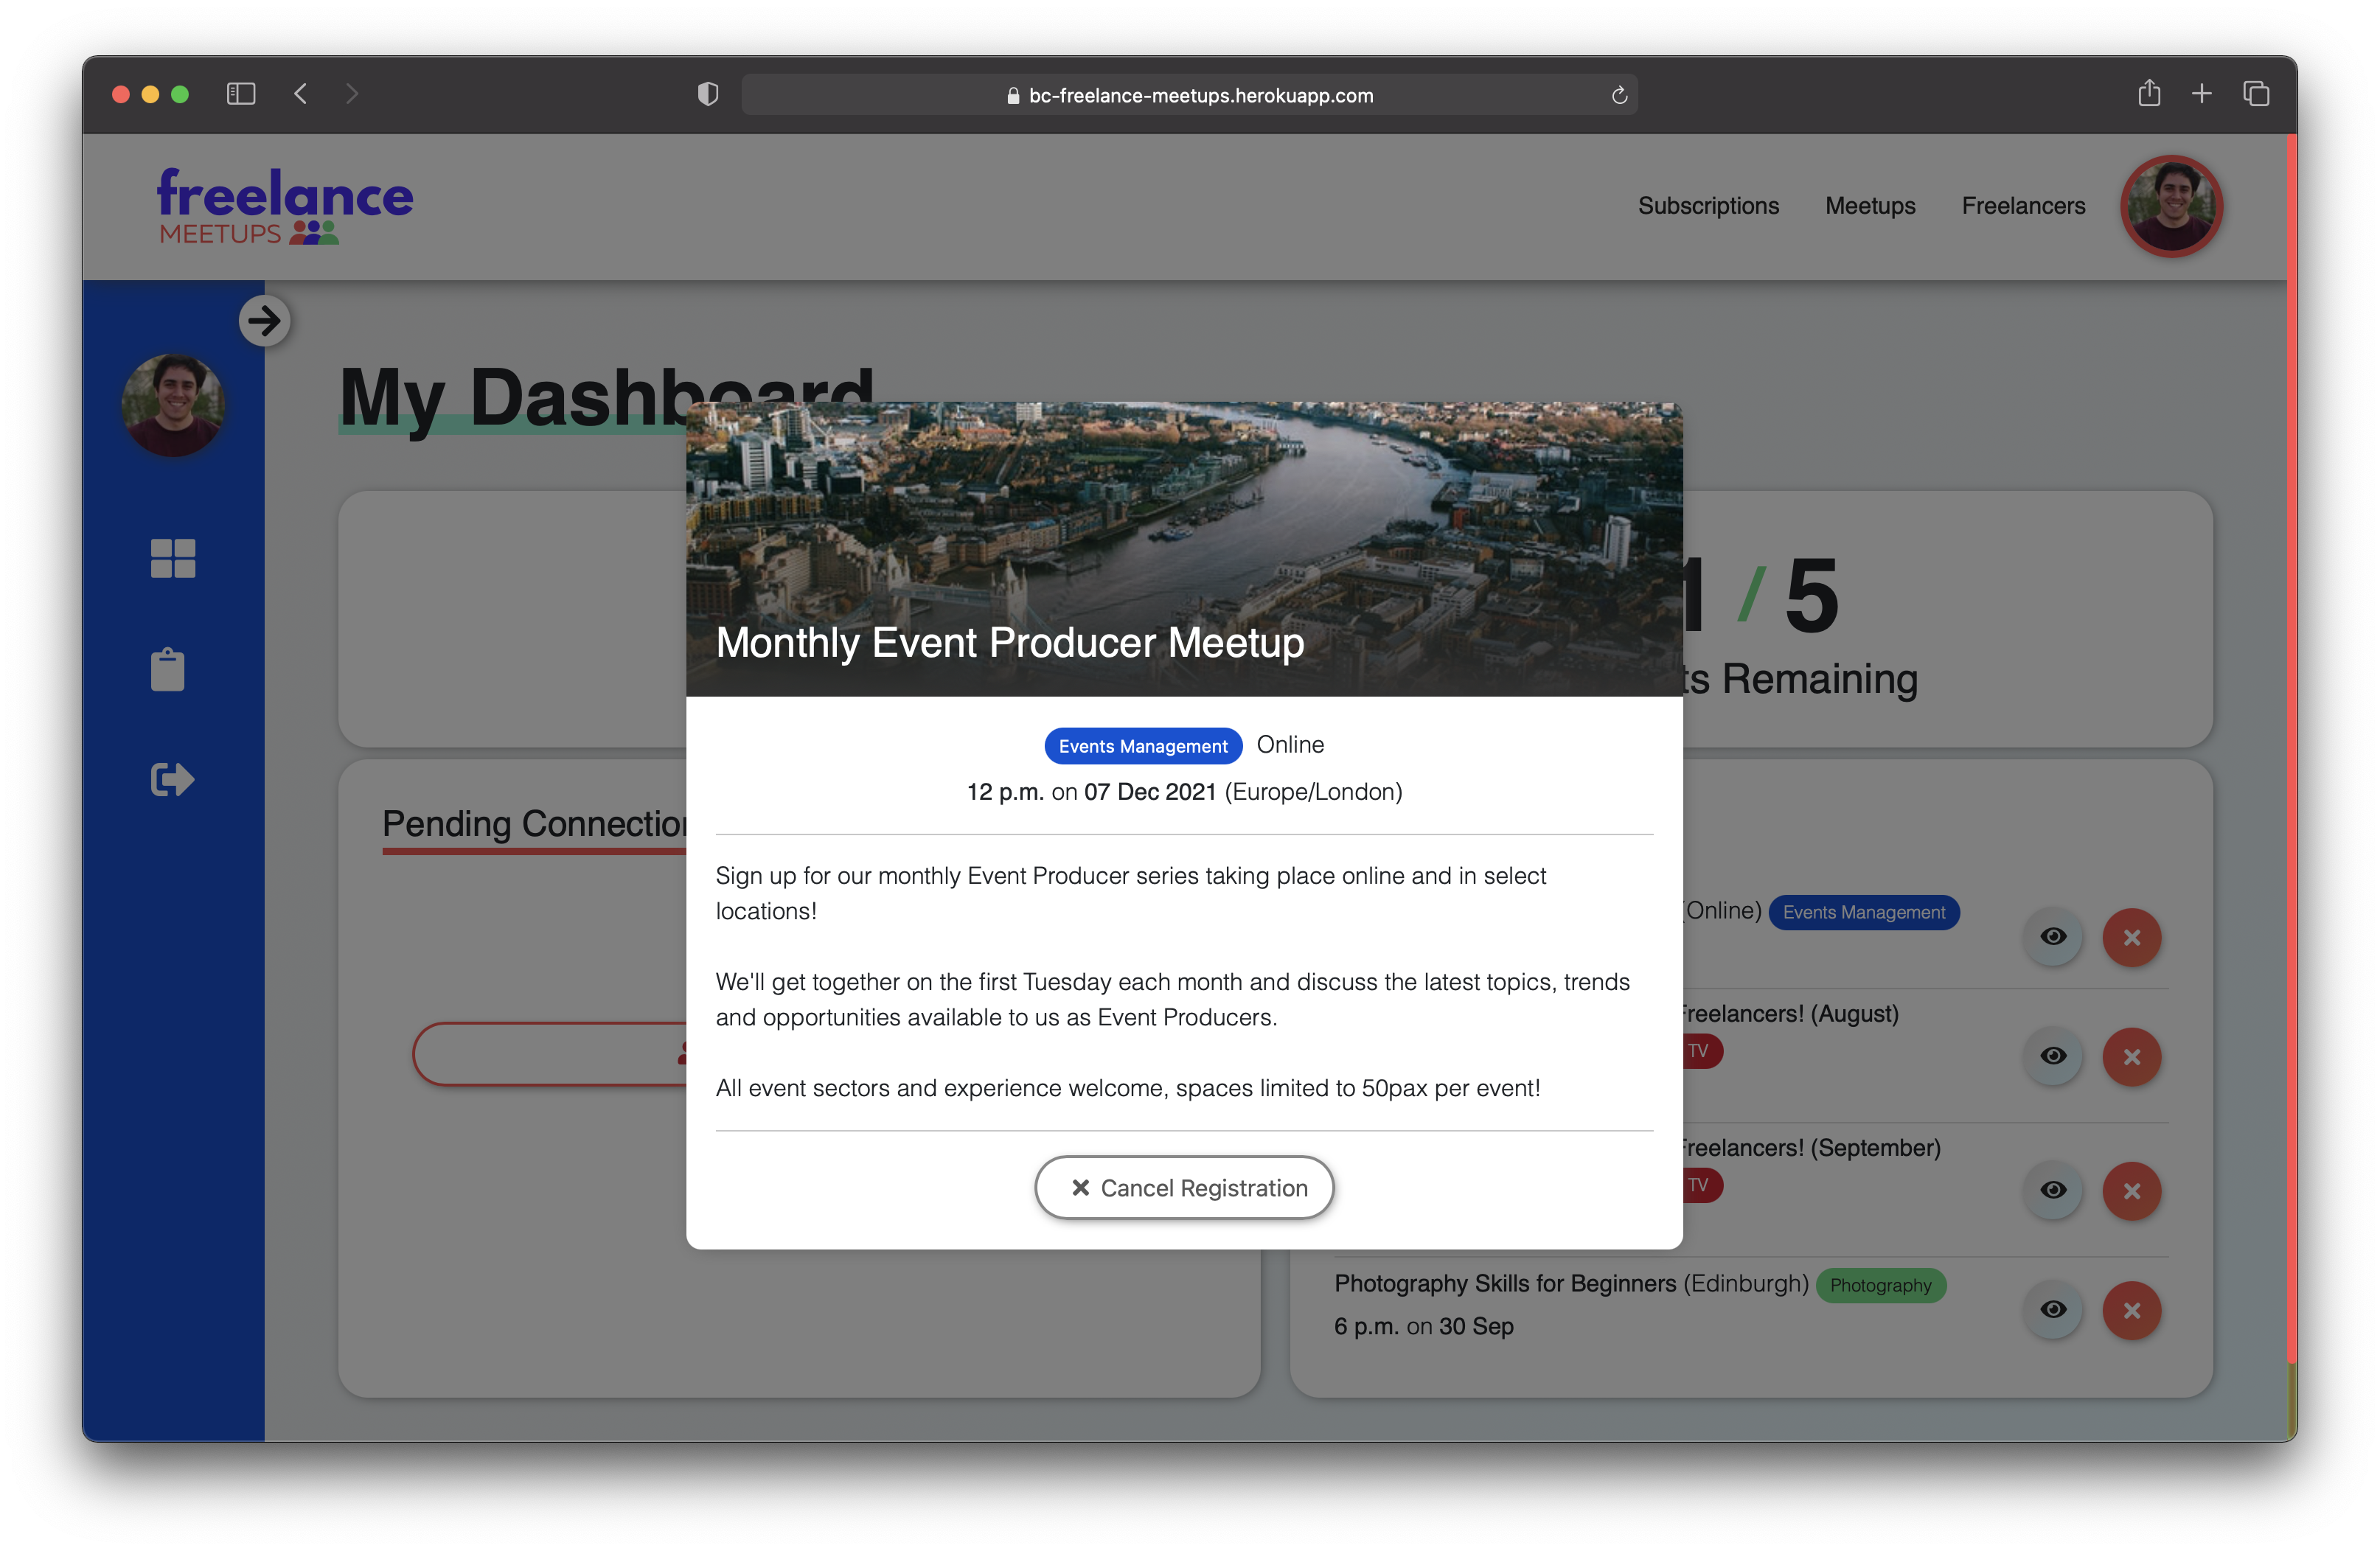 bc-freelance-meetups.herokuapp.com
freelance
MEETUPS
Subscriptions Meetups Freelancers
My Dashboard
1 / 5
Remaining
Monthly Event Producer Meetup
Events Management Online
12 p.m. on 07 Dec 2021 (Europe/London)
Pending
Sign up for our monthly Event Producer series taking place online and in select
locations!
We'll get together on the first Tuesday each month and discuss the latest topics, trends
and opportunities available to us as Event Producers.
All event sectors and experience welcome, spaces limited to 50pax per event!
Cancel Registration
(Online) Events Management
Freelancers! (August)
TV
Freelancers! (September)
TV
Photography Skills for Beginners (Edinburgh) Photography
6 p.m. on 30 Sep